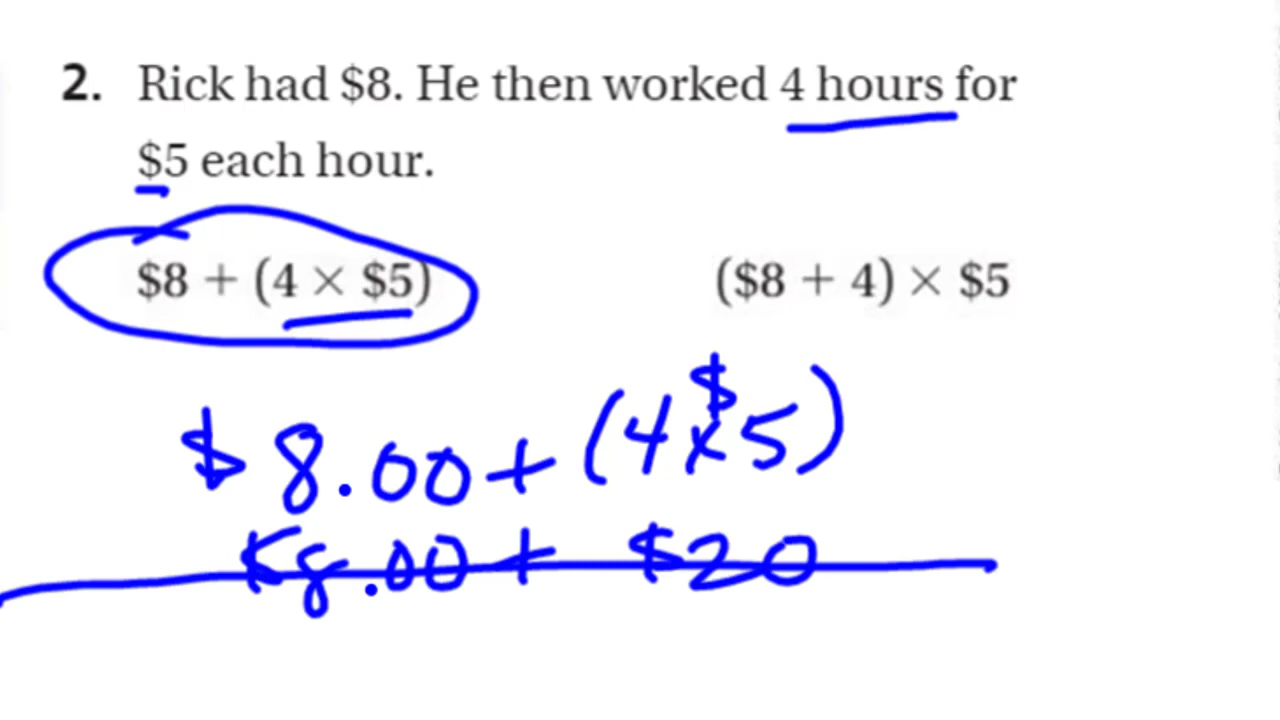 2. Rick had $8. He then worked 4 hours for
$5 each hour.
$8 + (4 × $5) ($8 + 4) × $5
$8.00 + (4 x $5)
$8.00 + $20